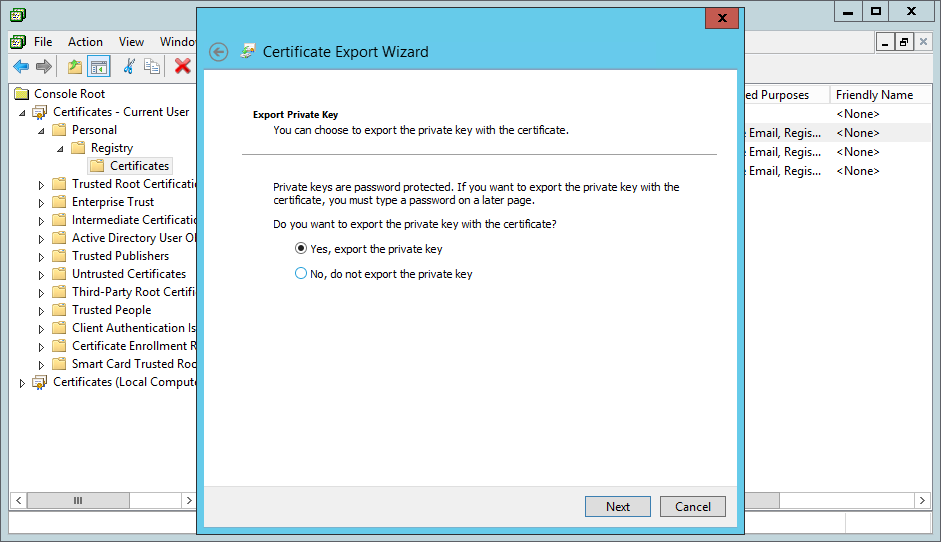 Certificate Export Wizard
File Action View Windo
Console Root
Certificates - Current User
Personal
Registry
Certificates
Trusted Root Certificati
Enterprise Trust
Intermediate Certificatio
Active Directory User O
Trusted Publishers
Untrusted Certificates
Third-Party Root Certifi
Trusted People
Client Authentication Is
Certificate Enrollment R
Smart Card Trusted Roo
Certificates (Local Compute
Export Private Key
You can choose to export the private key with the certificate.
Private keys are password protected. If you want to export the private key with the
certificate, you must type a password on a later page.
Do you want to export the private key with the certificate?
Yes, export the private key
No, do not export the private key
Next Cancel
ed Purposes Friendly Name
<None>
e Email, Regis... <None>
e Email, Regis... <None>
e Email, Regis... <None>